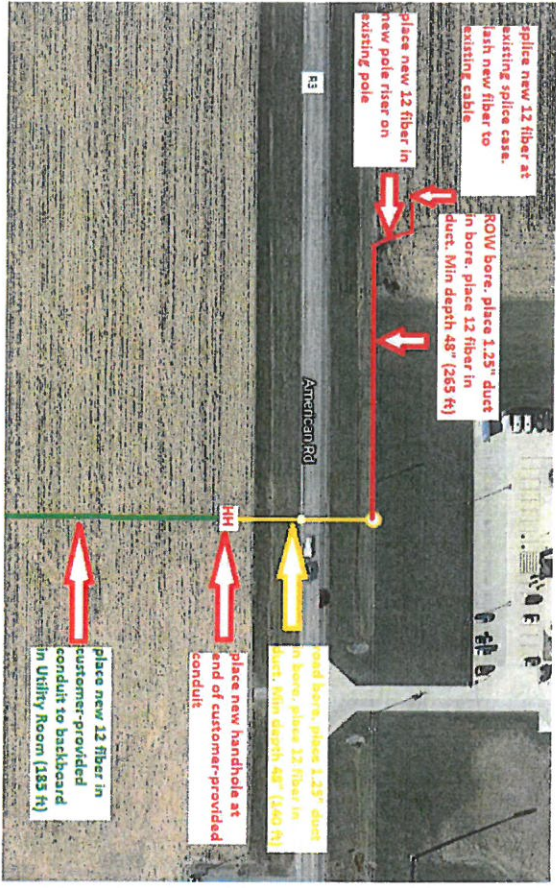 splice new 12 fiber at
existing splice case.
lash new fiber to
existing cable
place new 12 fiber in
new pole riser on
existing pole
ROW bore. place 1.25" duct
in bore. place 12 fiber in
duct. Min depth 48" (265 ft)
R3
American Rd
road bore. place 1.25" duct
in bore. place 12 fiber in
duct. Min depth 48" (140 ft)
HH
place new handhole at
end of customer-provided
conduit
place new 12 fiber in
customer-provided
conduit to backboard
in Utility Room (185 ft)